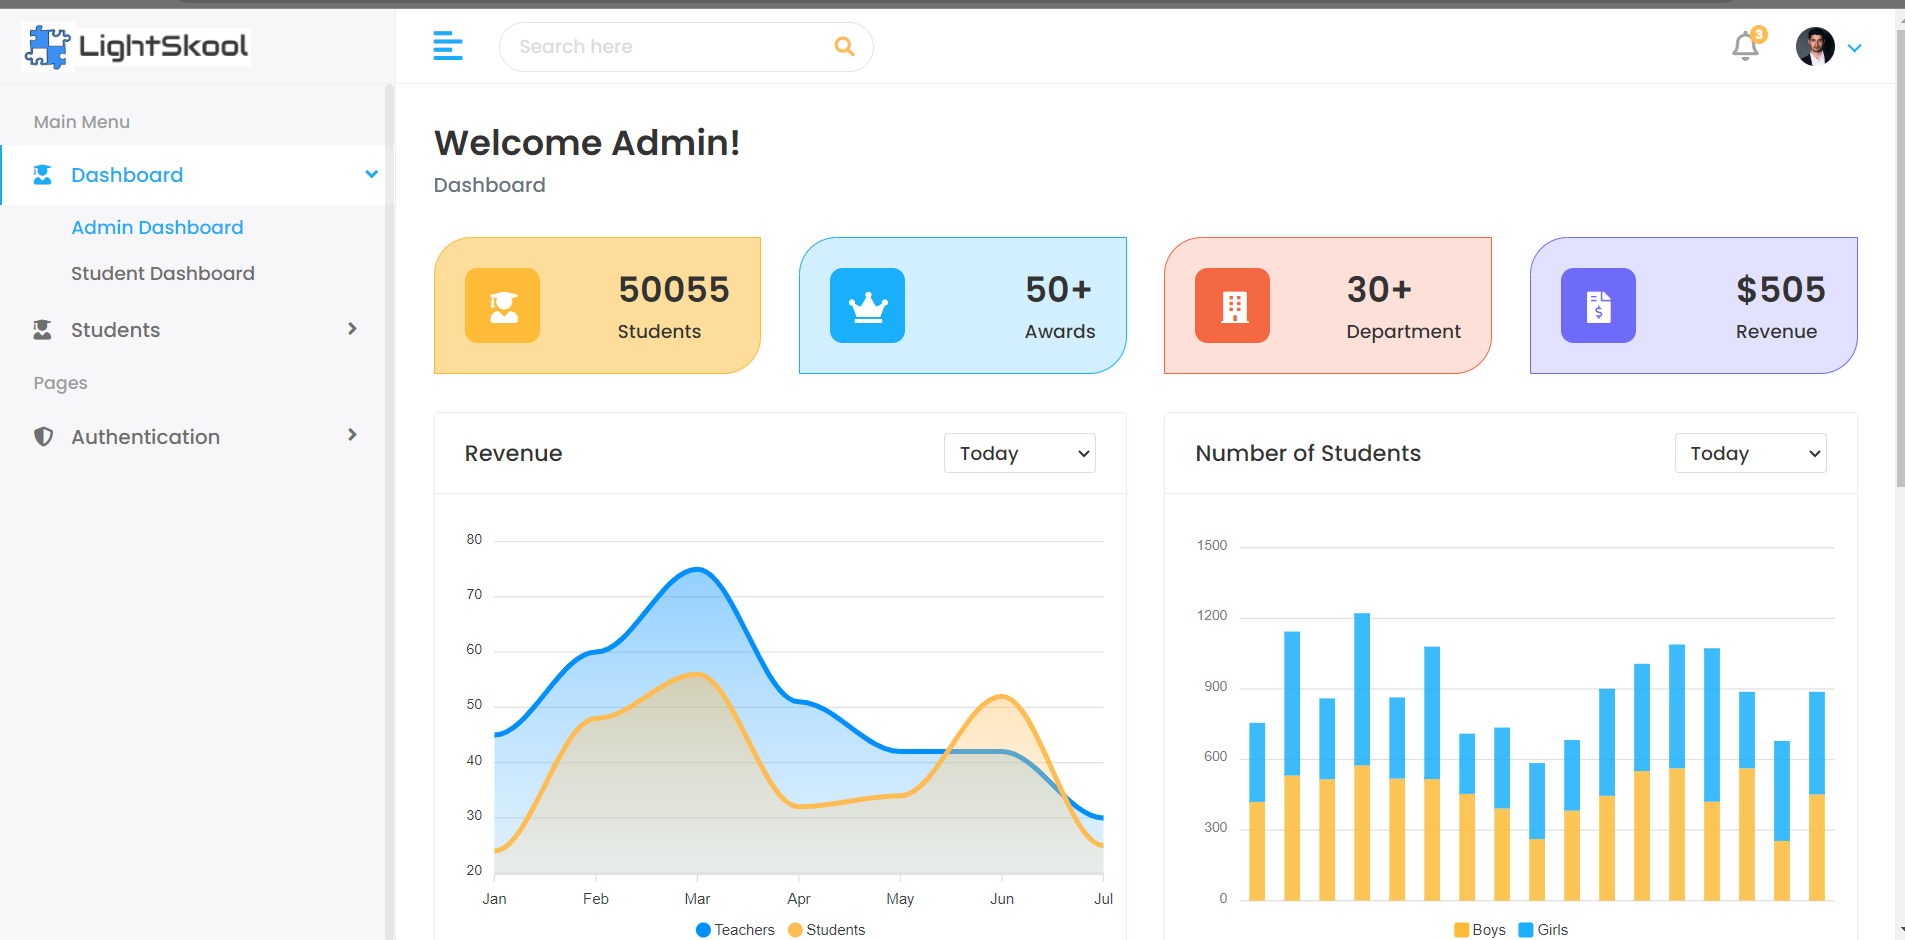 LightSkool
Search here
3
Main Menu
Dashboard
Admin Dashboard
Student Dashboard
Students
Pages
Authentication
Welcome Admin!
Dashboard
50055
Students
50+
Awards
30+
Department
$505
Revenue
Revenue
Today
80
70
60
50
40
30
20
Jan Feb Mar Apr May Jun Jul
Teachers Students
Number of Students
Today
1500
1200
900
600
300
0
Boys Girls